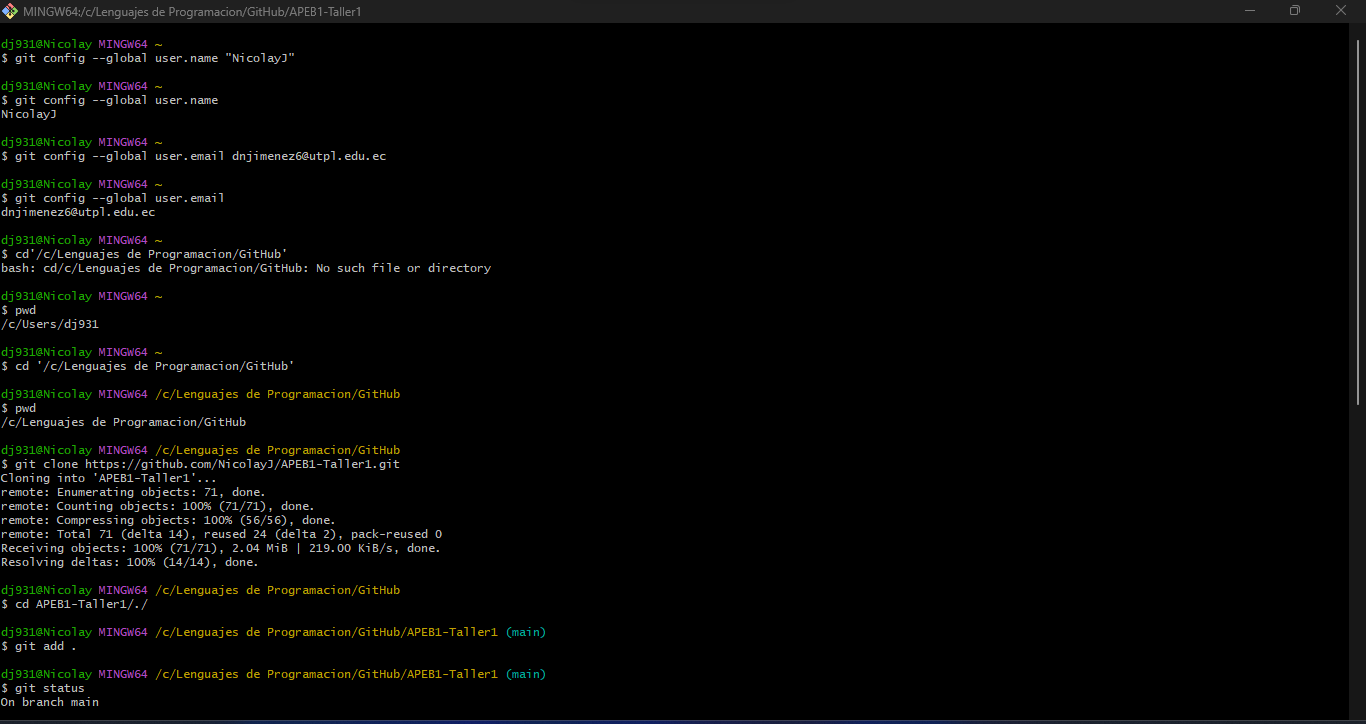 MINGW64:/c/Lenguajes de Programacion/GitHub/APEB1-Taller1
dj931@Nicolay MINGW64 ~
$ git config --global user.name "NicolayJ"
dj931@Nicolay MINGW64 ~
$ git config --global user.name
NicolayJ
dj931@Nicolay MINGW64 ~
$ git config --global user.email dnjimenez6@utpl.edu.ec
dj931@Nicolay MINGW64 ~
$ git config --global user.email
dnjimenez6@utpl.edu.ec
dj931@Nicolay MINGW64 ~
$ cd'/c/Lenguajes de Programacion/GitHub'
bash: cd/c/Lenguajes de Programacion/GitHub: No such file or directory
dj931@Nicolay MINGW64 ~
$ pwd
/c/Users/dj931
dj931@Nicolay MINGW64 ~
$ cd '/c/Lenguajes de Programacion/GitHub'
dj931@Nicolay MINGW64 /c/Lenguajes de Programacion/GitHub
$ pwd
/c/Lenguajes de Programacion/GitHub
dj931@Nicolay MINGW64 /c/Lenguajes de Programacion/GitHub
$ git clone https://github.com/NicolayJ/APEB1-Taller1.git
Cloning into 'APEB1-Taller1'...
remote: Enumerating objects: 71, done.
remote: Counting objects: 100% (71/71), done.
remote: Compressing objects: 100% (56/56), done.
remote: Total 71 (delta 14), reused 24 (delta 2), pack-reused 0
Receiving objects: 100% (71/71), 2.04 MiB | 219.00 KiB/s, done.
Resolving deltas: 100% (14/14), done.
dj931@Nicolay MINGW64 /c/Lenguajes de Programacion/GitHub
$ cd APEB1-Taller1/./
dj931@Nicolay MINGW64 /c/Lenguajes de Programacion/GitHub/APEB1-Taller1 (main)
$ git add .
dj931@Nicolay MINGW64 /c/Lenguajes de Programacion/GitHub/APEB1-Taller1 (main)
$ git status
On branch main